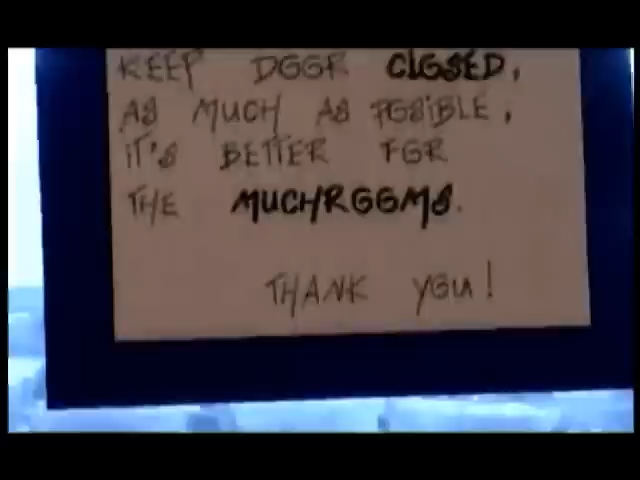 KEEP DOOR CLOSED,
AS MUCH AS POSIBLE,
IT'S BETTER FOR
THE MUCHROOMS.
THANK YOU!